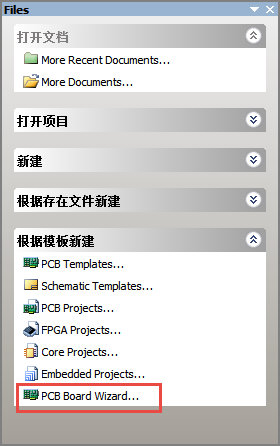 Files
打开文档
More Recent Documents...
More Documents...
打开项目
新建
根据存在文件新建
根据模板新建
PCB Templates...
Schematic Templates...
PCB Projects...
FPGA Projects...
Core Projects...
Embedded Projects...
PCB Board Wizard...